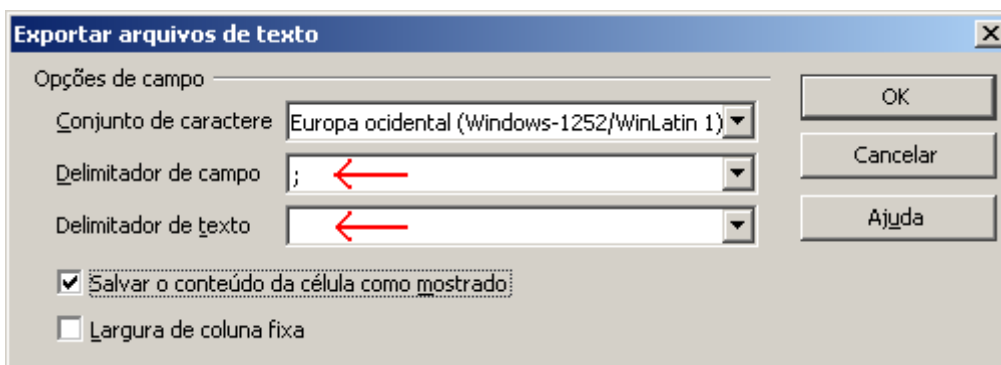 Exportar arquivos de texto
Opções de campo
Conjunto de caractere Europa ocidental (Windows-1252/WinLatin 1)
Delimitador de campo ;
Delimitador de texto
Salvar o conteúdo da célula como mostrado
Largura de coluna fixa
OK
Cancelar
Ajuda